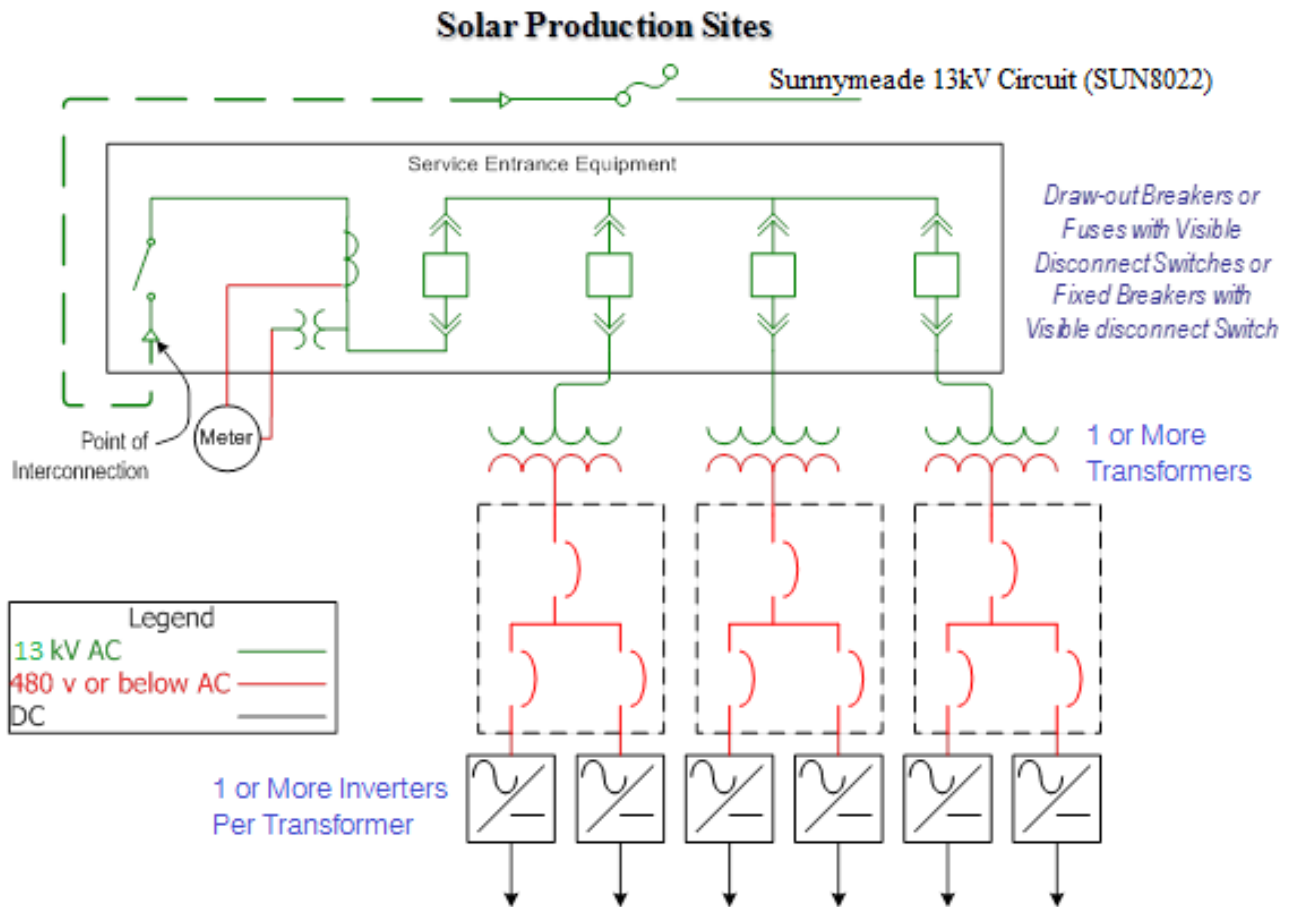 Solar Production Sites
Sunnymeade 13kV Circuit (SUN8022)
Service Entrance Equipment
Draw-out Breakers or
Fuses with Visible
Disconnect Switches or
Fixed Breakers with
Visible disconnect Switch
Point of
Interconnection
Meter
1 or More
Transformers
Legend
13 kV AC
480 v or below AC
DC
1 or More Inverters
Per Transformer